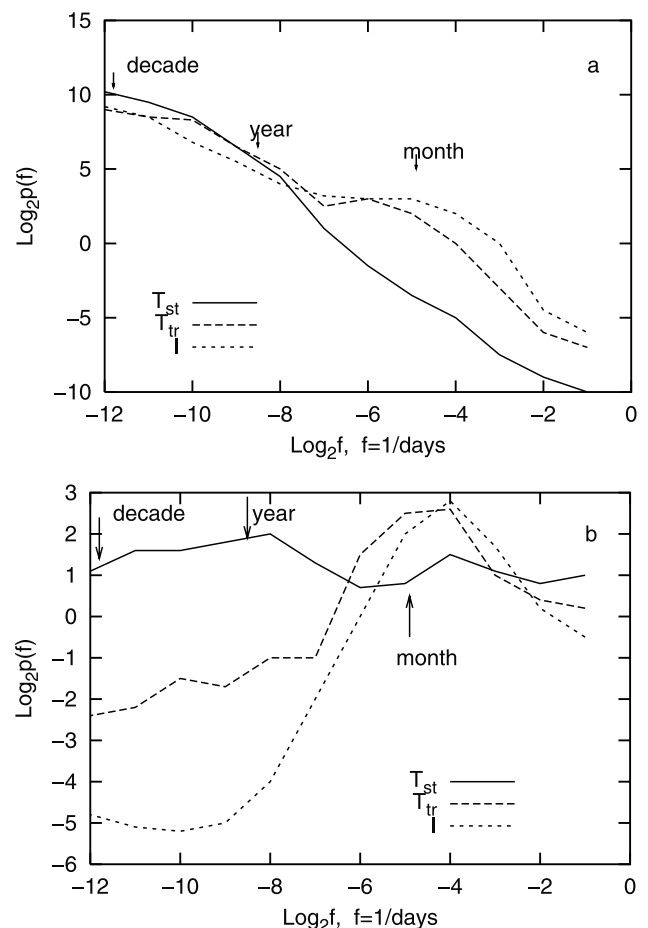 15
decade
a
10
year
month
5
Log2p(f)
0
Tst
Ttr
I
−5
−10
−12 −10 −8 −6 −4 −2 0
Log2f, f=1/days
3
decade
year
b
2
1
0
−1
month
Log2p(f)
−2
−3
−4
Tst
Ttr
I
−5
−6
−12 −10 −8 −6 −4 −2 0
Log2f, f=1/days